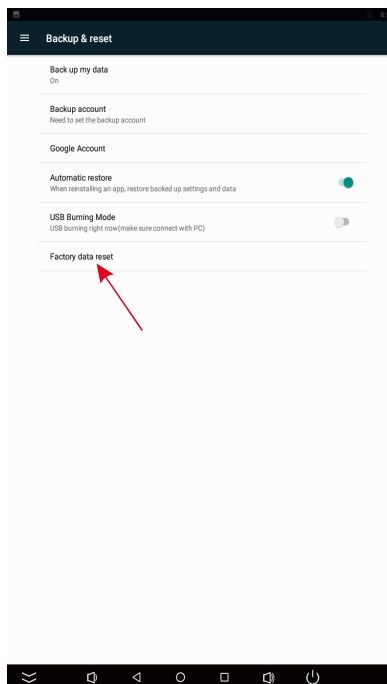 Backup & reset
Back up my data
On
Backup account
Need to set the backup account
Google Account
Automatic restore
When reinstalling an app, restore backed up settings and data
USB Burning Mode
USB burning right now(make sure connect with PC)
Factory data reset